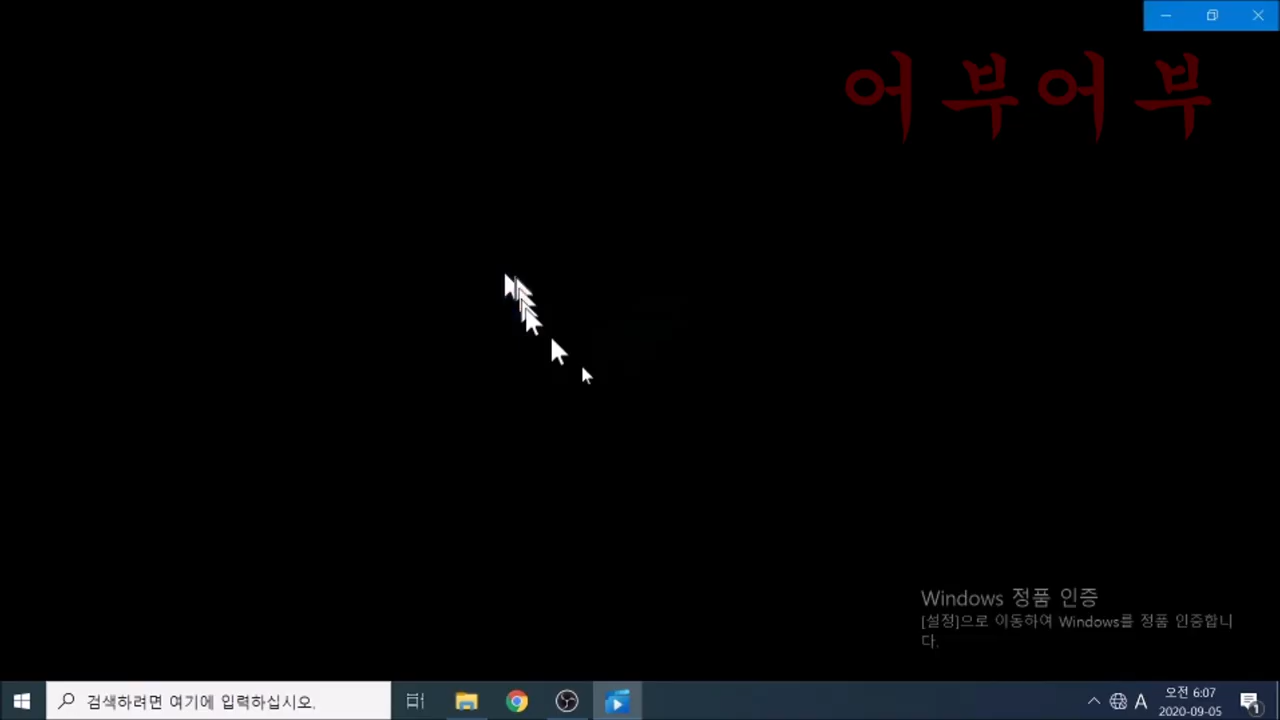 어부어부
Windows 정품 인증
[설정]으로 이동하여 Windows를 정품 인증합니
다.
검색하려면 여기에 입력하십시오.
A
오전 6:07
2020-09-05
1